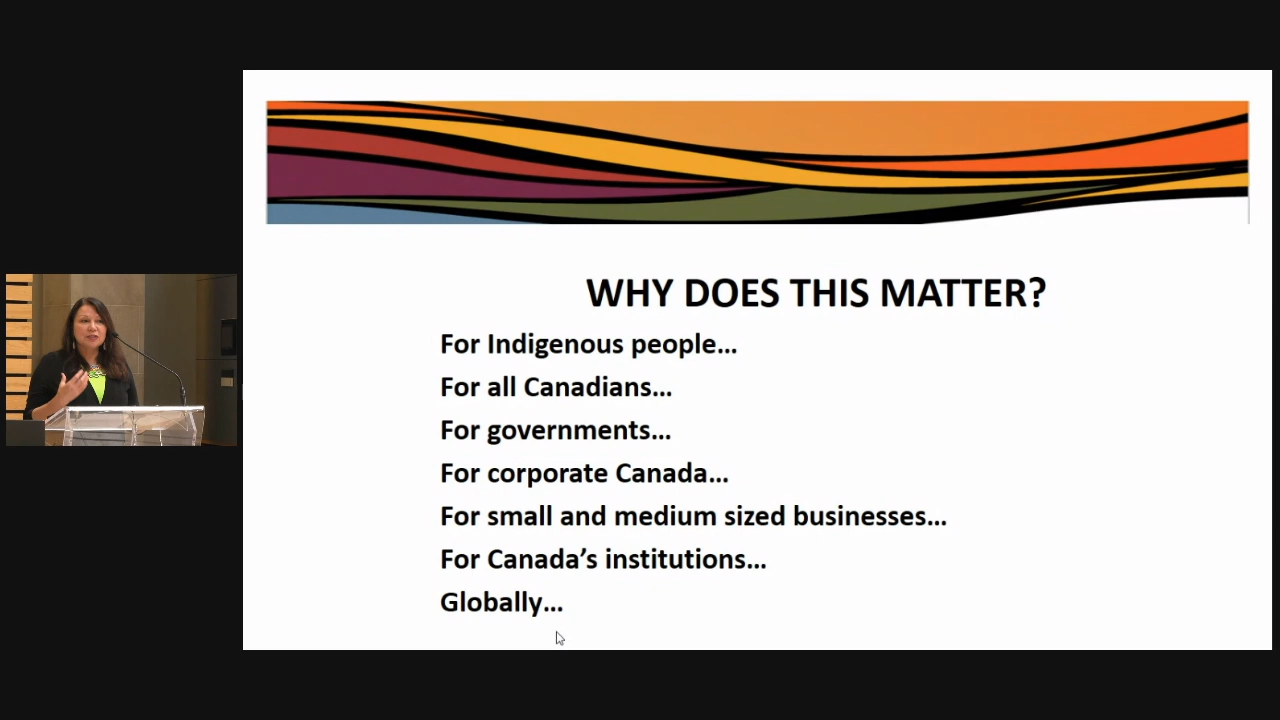 WHY DOES THIS MATTER?
For Indigenous people…
For all Canadians…
For governments…
For corporate Canada…
For small and medium sized businesses…
For Canada’s institutions…
Globally…